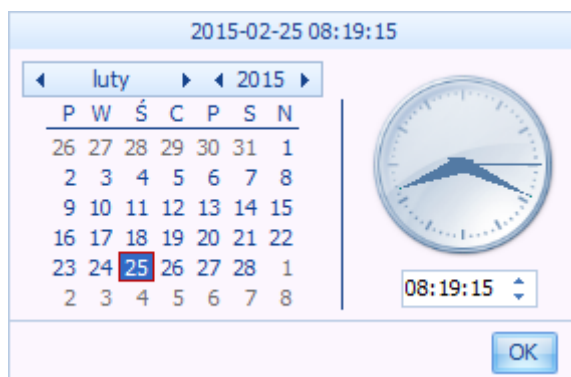 2015-02-25 08:19:15
luty 2015
P W Ś C P S N
26 27 28 29 30 31 1
2 3 4 5 6 7 8
9 10 11 12 13 14 15
16 17 18 19 20 21 22
23 24 25 26 27 28 1
2 3 4 5 6 7 8
08:19:15
OK